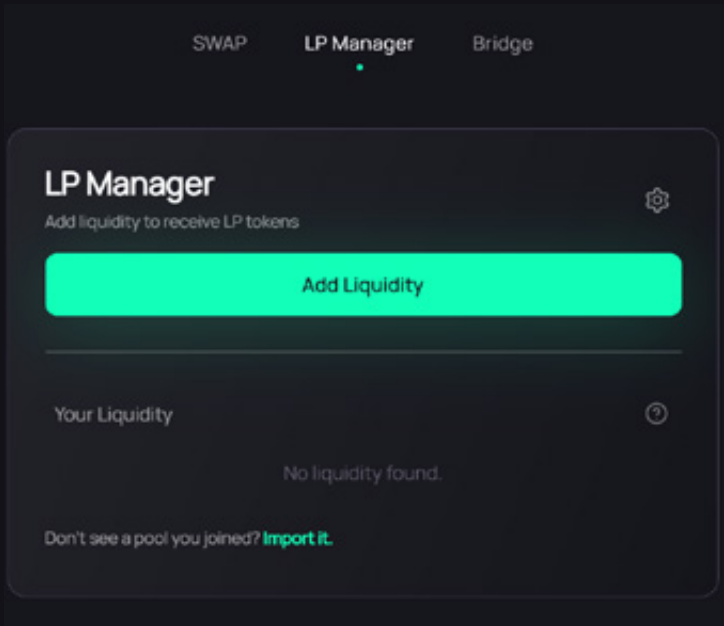 SWAP LP Manager Bridge
LP Manager
Add liquidity to receive LP tokens
Add Liquidity
Your Liquidity
No liquidity found.
Don't see a pool you joined? Import it.